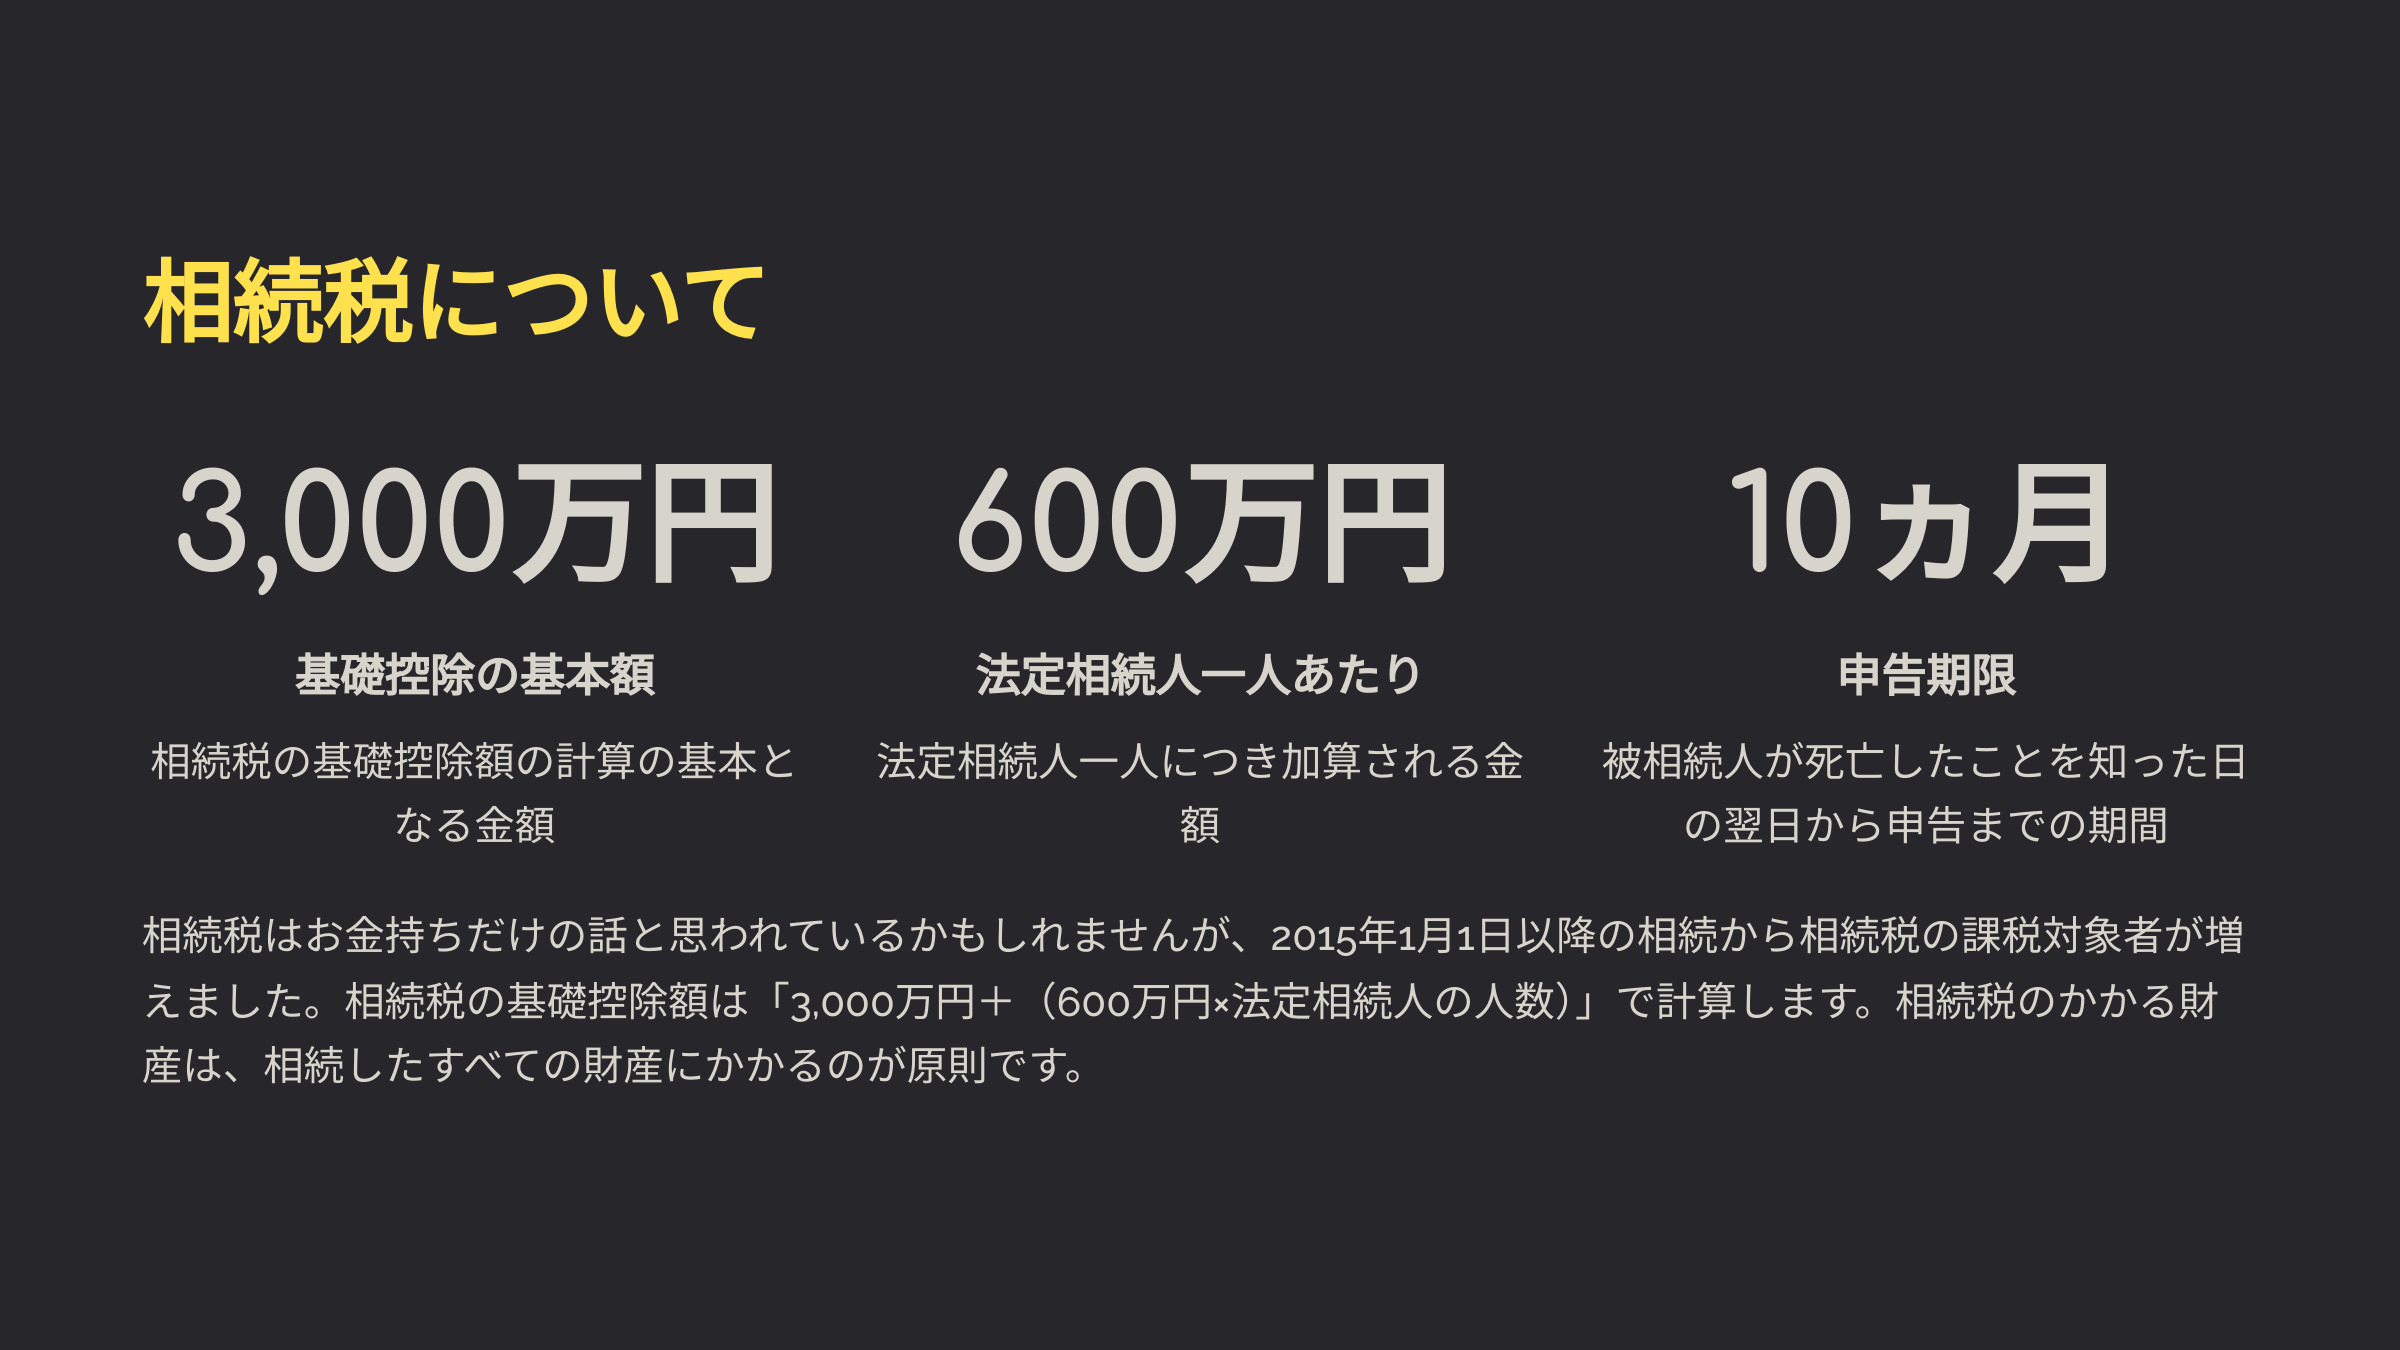 相続税について
3,000万円
600万円
10ヵ月
基礎控除の基本額
法定相続人一人あたり
申告期限
相続税の基礎控除額の計算の基本と
なる金額
法定相続人一人につき加算される金
額
被相続人が死亡したことを知った日
の翌日から申告までの期間
相続税はお金持ちだけの話と思われているかもしれませんが、2015年1月1日以降の相続から相続税の課税対象者が増
えました。相続税の基礎控除額は「3,000万円＋（600万円×法定相続人の人数）」で計算します。相続税のかかる財
産は、相続したすべての財産にかかるのが原則です。